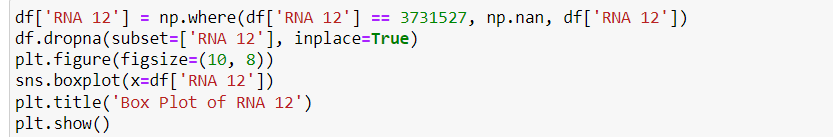 df['RNA 12'] = np.where(df['RNA 12'] == 3731527, np.nan, df['RNA 12'])
df.dropna(subset=['RNA 12'], inplace=True)
plt.figure(figsize=(10, 8))
sns.boxplot(x=df['RNA 12'])
plt.title('Box Plot of RNA 12')
plt.show()